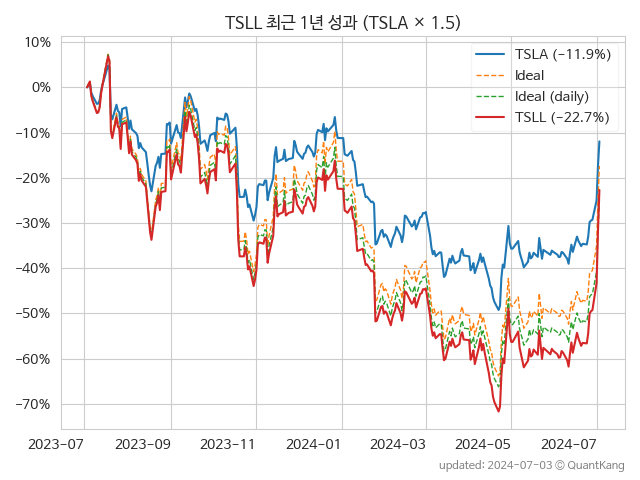 TSLL 최근 1년 성과 (TSLA × 1.5)
10%
0%
−10%
−20%
−30%
−40%
−50%
−60%
−70%
TSLA (−11.9%)
Ideal
Ideal (daily)
TSLL (−22.7%)
2023-07
2023-09
2023-11
2024-01
2024-03
2024-05
2024-07
updated: 2024-07-03 © QuantKang